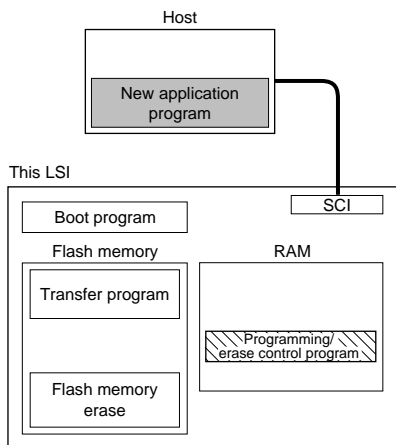 Host
New application
program
This LSI
SCI
Boot program
Flash memory
RAM
Transfer program
Programming/
erase control program
Flash memory
erase